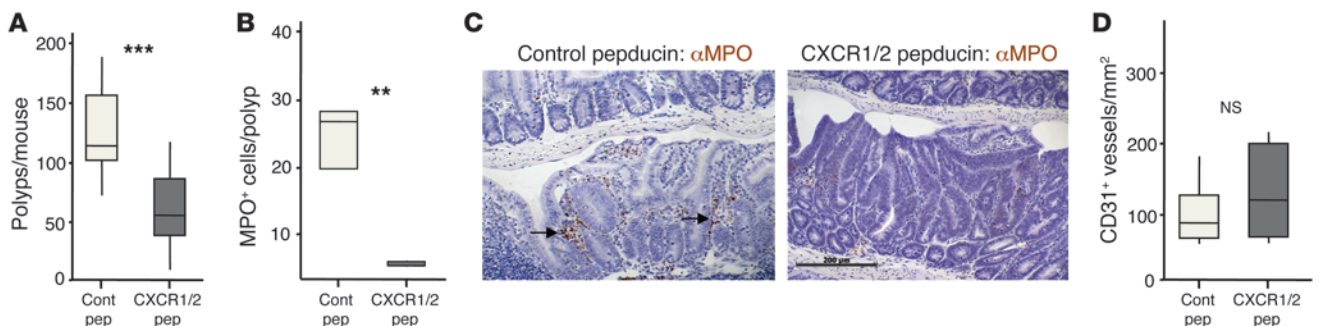 A
Polyps/mouse
200
150
100
50
0
***
Cont
pep
CXCR1/2
pep
B
MPO+ cells/polyp
40
30
20
10
**
Cont
pep
CXCR1/2
pep
C
Control pepducin: αMPO
CXCR1/2 pepducin: αMPO
200 µm
D
CD31+ vessels/mm²
300
200
100
0
NS
Cont
pep
CXCR1/2
pep